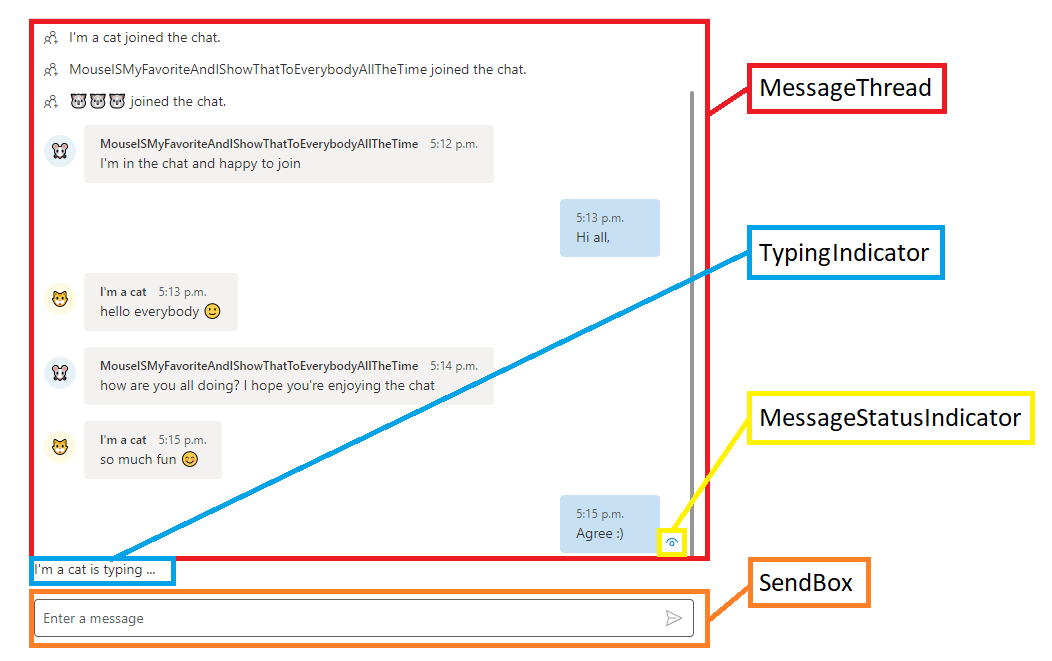 I'm a cat joined the chat.
MouseISMyFavoriteAndIShowThatToEverybodyAllTheTime joined the chat.
🐭🐭🐭 joined the chat.
MouseISMyFavoriteAndIShowThatToEverybodyAllTheTime 5:12 p.m.
I'm in the chat and happy to join
5:13 p.m.
Hi all,
I'm a cat 5:13 p.m.
hello everybody 🙂
MouseISMyFavoriteAndIShowThatToEverybodyAllTheTime 5:14 p.m.
how are you all doing? I hope you're enjoying the chat
I'm a cat 5:15 p.m.
so much fun 😊
5:15 p.m.
Agree :)
I'm a cat is typing ...
Enter a message
MessageThread
TypingIndicator
MessageStatusIndicator
SendBox